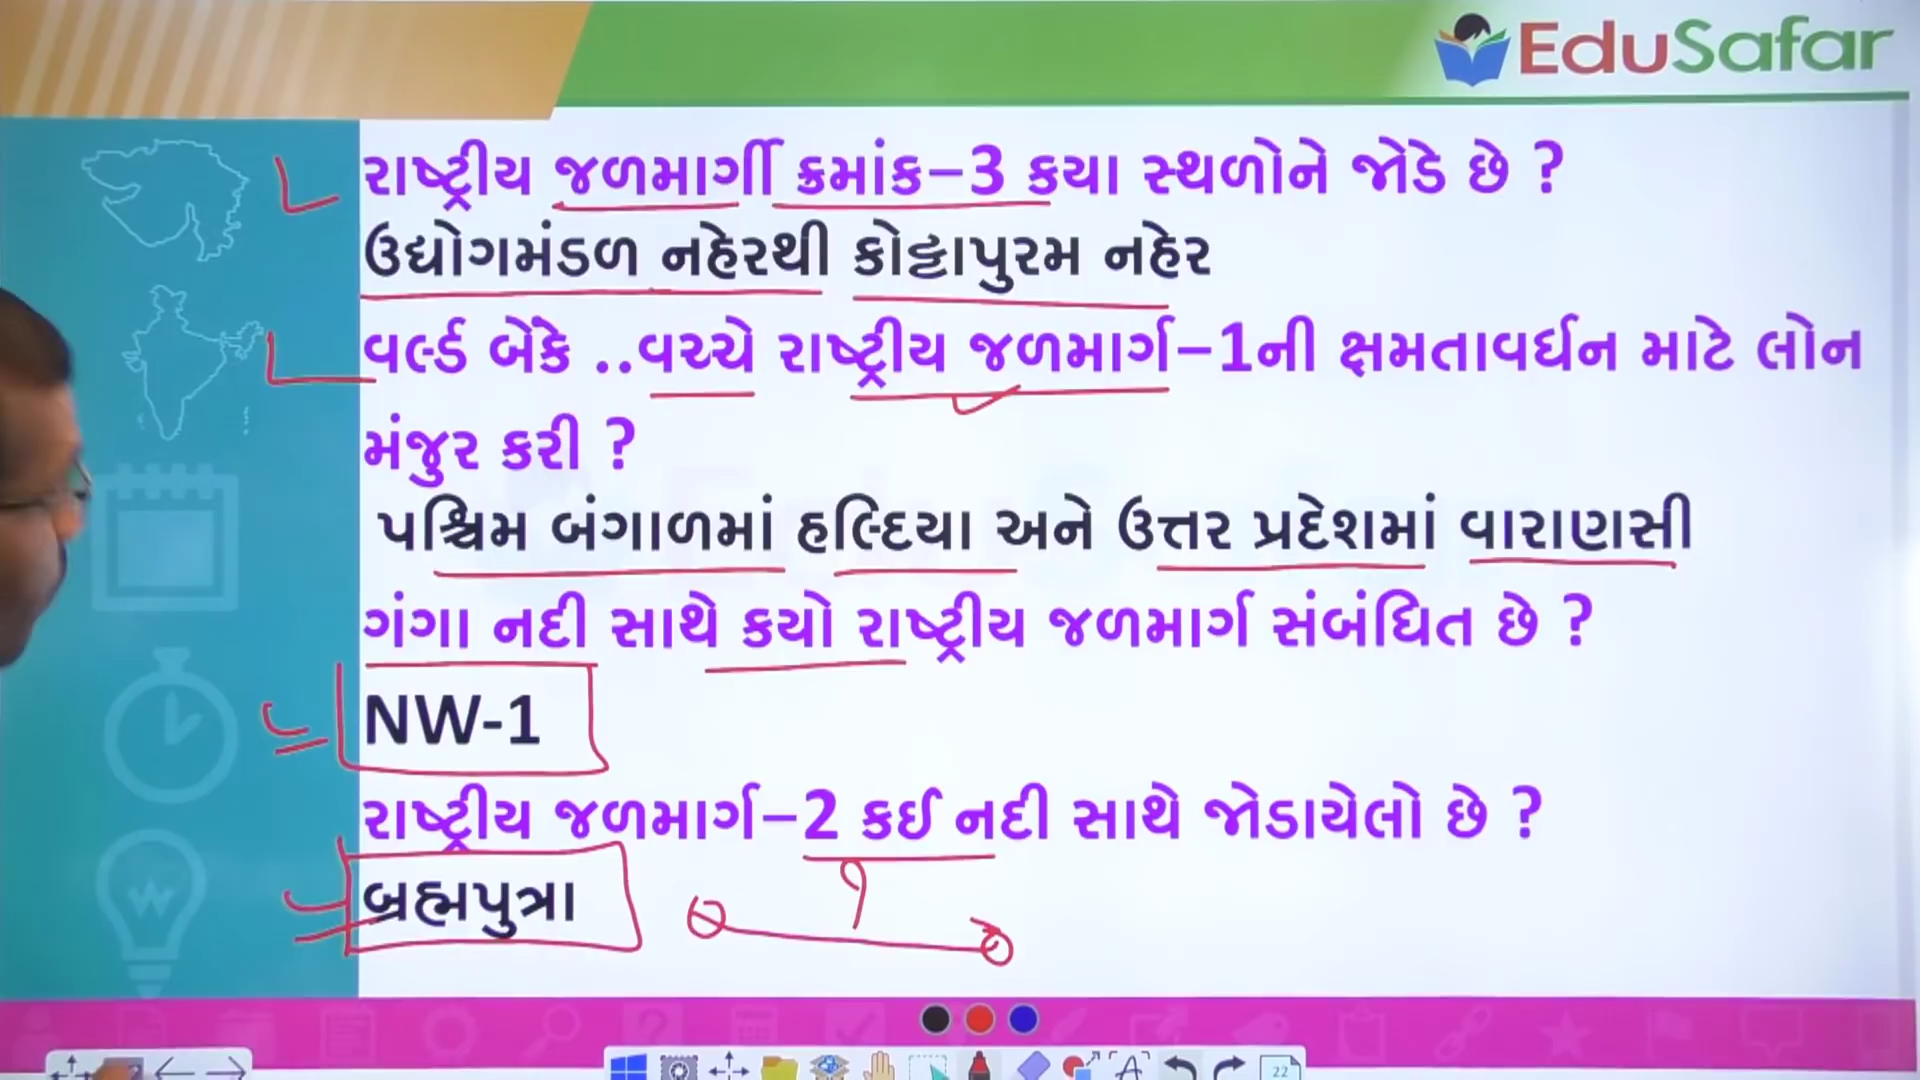 EduSafar
રાષ્ટ્રીય જળમાર્ગી ક્રમાંક–3 કયા સ્થળોને જોડે છે ?
ઉદ્યોગમંડળ નહેરથી કોટ્ટાપુરમ નહેર
વર્લ્ડ બેંકે ..વચ્ચે રાષ્ટ્રીય જળમાર્ગ–1ની ક્ષમતાવર્ધન માટે લોન
મંજુર કરી ?
પશ્ચિમ બંગાળમાં હલ્દિયા અને ઉત્તર પ્રદેશમાં વારાણસી
ગંગા નદી સાથે કયો રાષ્ટ્રીય જળમાર્ગ સંબંધિત છે ?
NW-1
રાષ્ટ્રીય જળમાર્ગ–2 કઈ નદી સાથે જોડાયેલો છે ?
બ્રહ્મપુત્રા
22